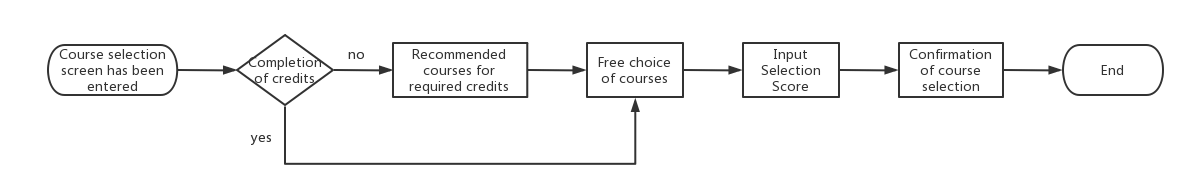 Course selection
screen has been
entered
Completion
of credits
no
Recommended
courses for
required credits
Free choice
of courses
Input
Selection
Score
Confirmation
of course
selection
End
yes